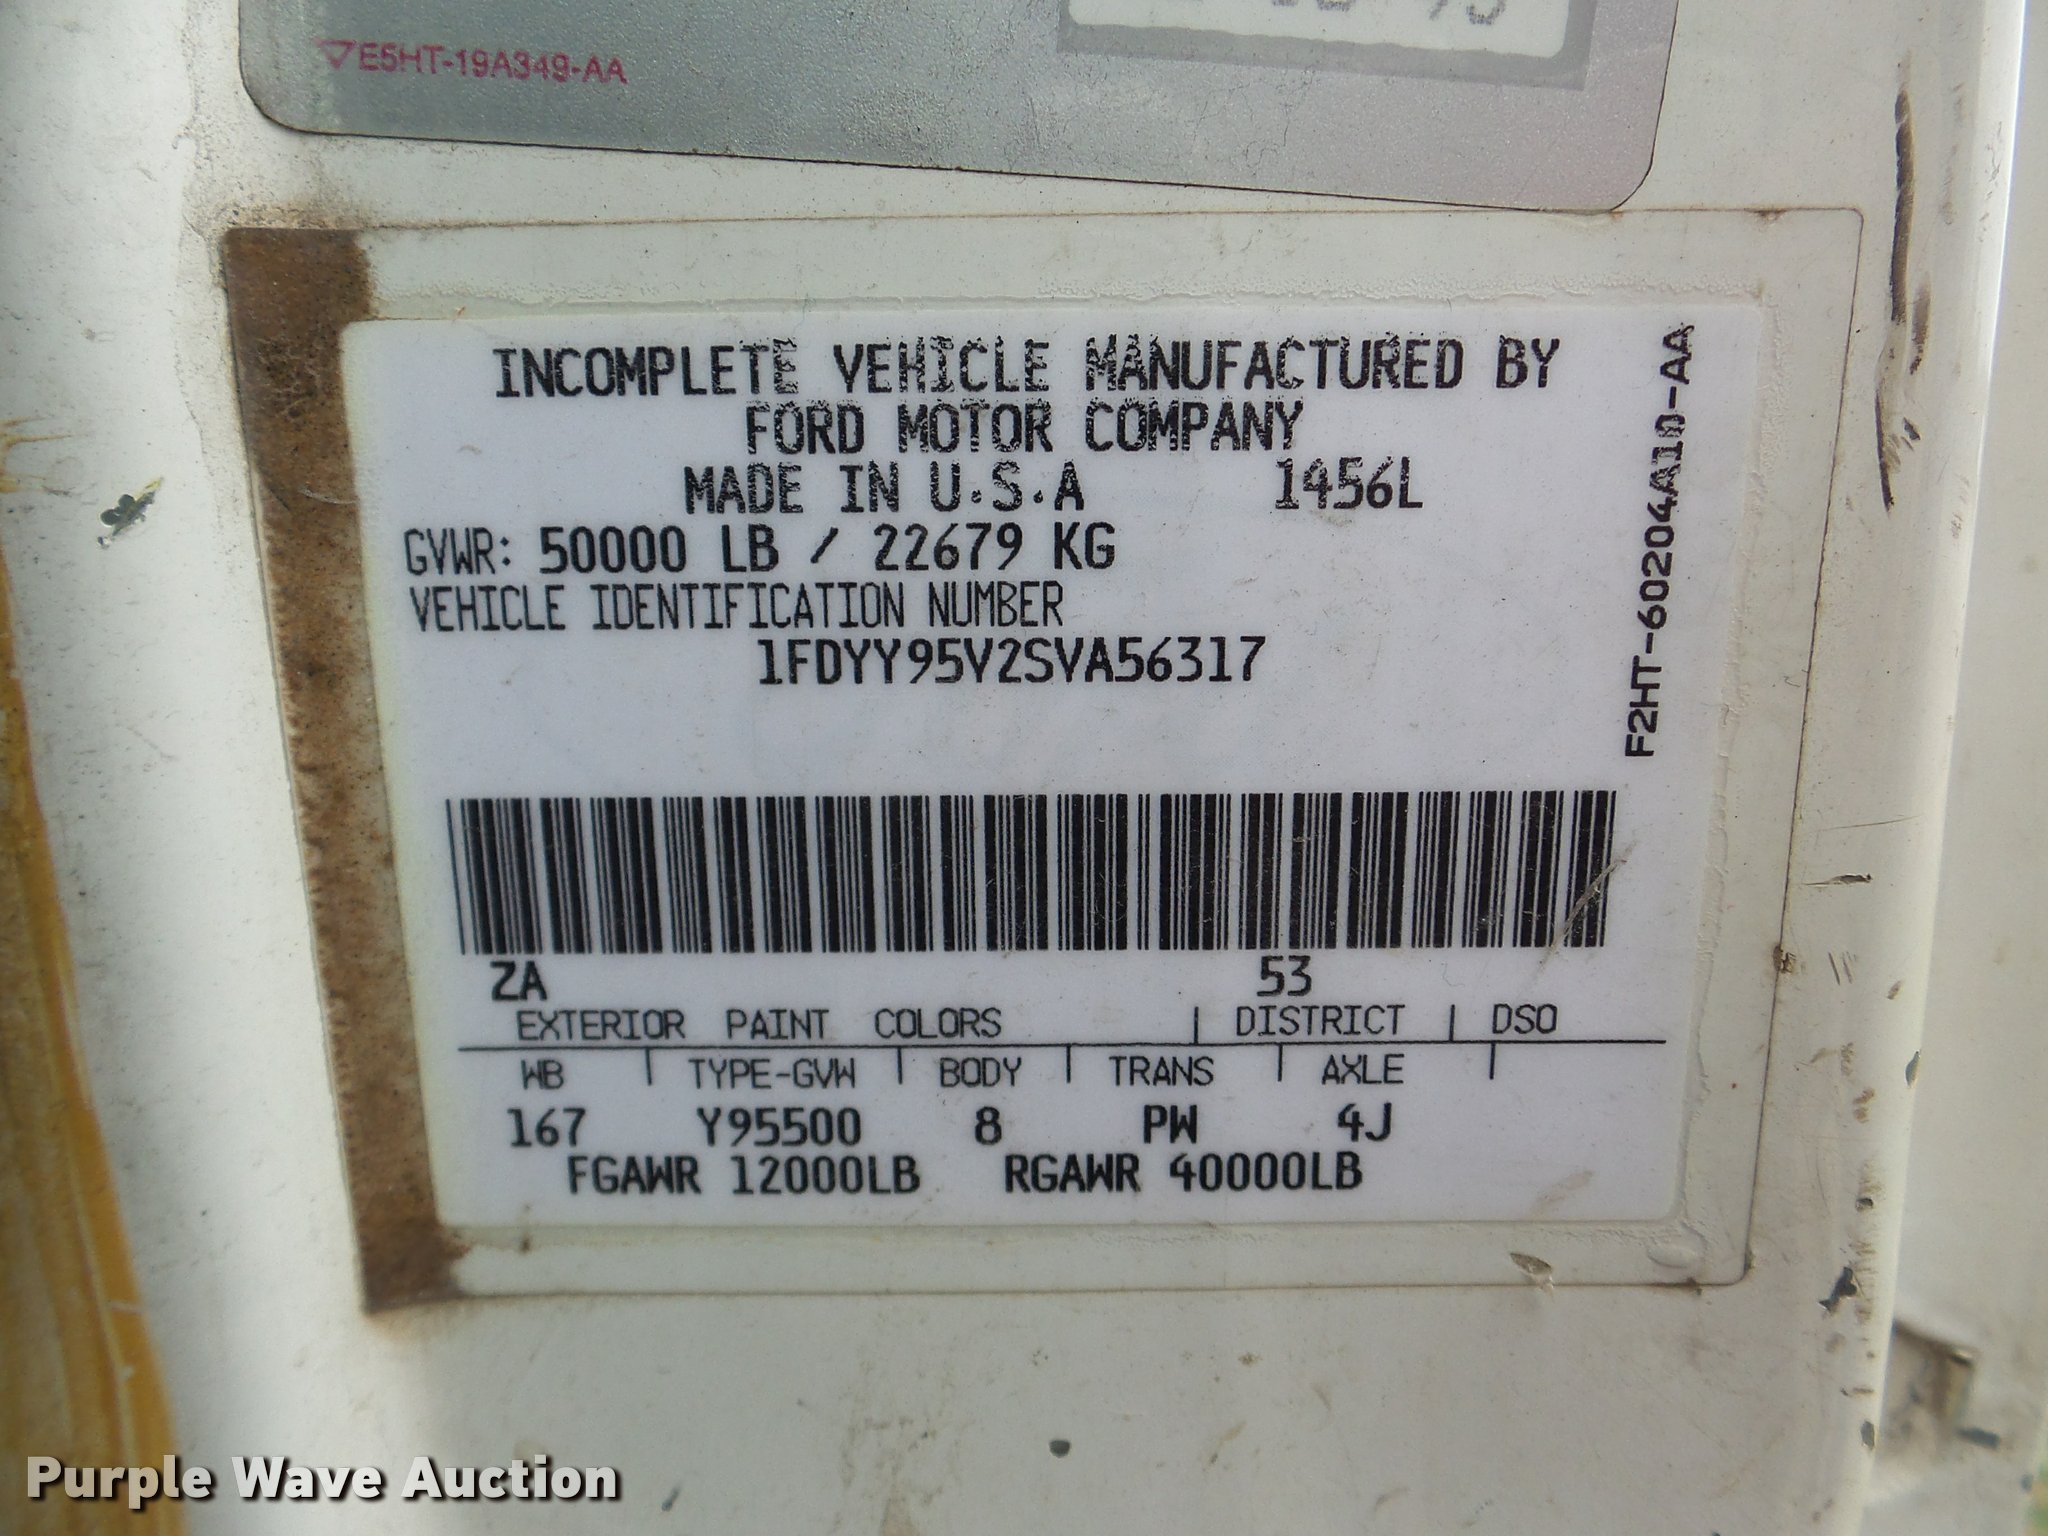 E5HT-19A349-AA
INCOMPLETE VEHICLE MANUFACTURED BY
FORD MOTOR COMPANY
MADE IN U.S.A 1456L
GVWR: 50000 LB / 22679 KG
VEHICLE IDENTIFICATION NUMBER
1FDYY95V2SVA56317
F2HT-60204A10-AA
ZA 53
EXTERIOR PAINT COLORS | DISTRICT | DSO
WB | TYPE-GVW | BODY | TRANS | AXLE |
167 Y95500 8 PW 4J
FGAWR 12000LB RGAWR 40000LB
Purple Wave Auction